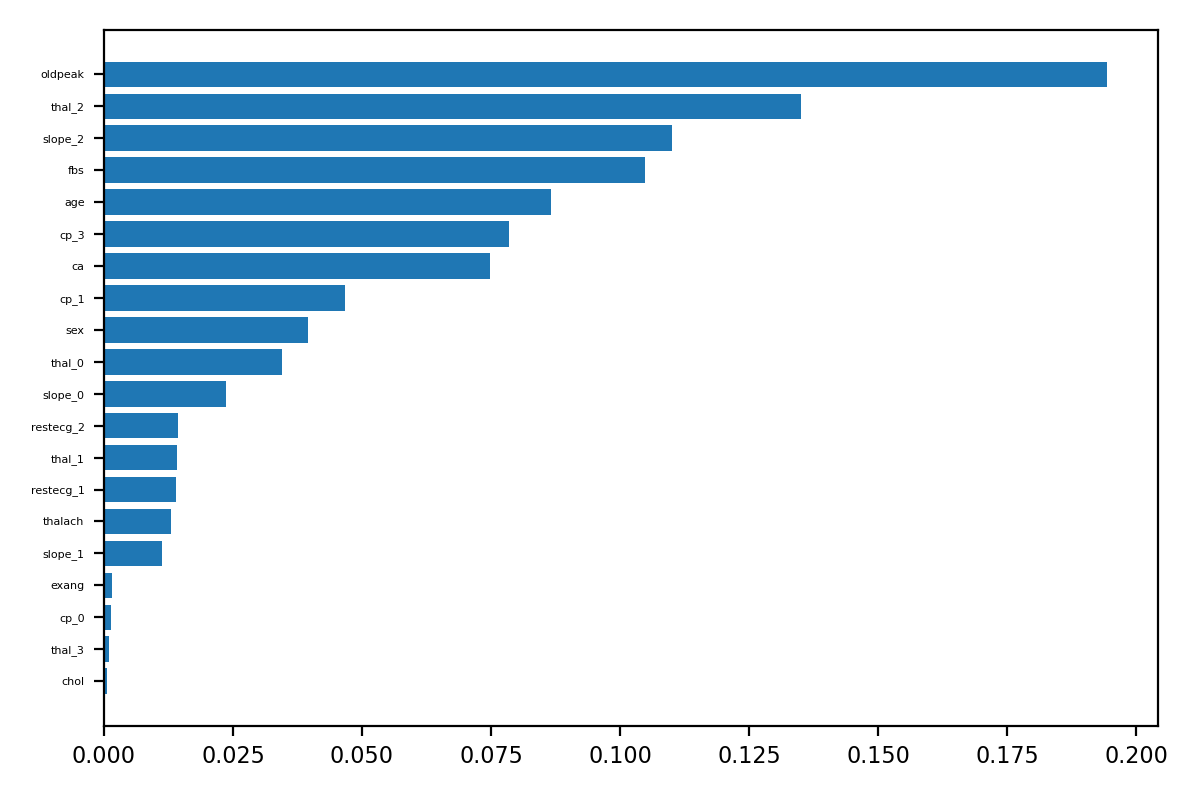 oldpeak
thal_2
slope_2
fbs
age
cp_3
ca
cp_1
sex
thal_0
slope_0
restecg_2
thal_1
restecg_1
thalach
slope_1
exang
cp_0
thal_3
chol
0.000 0.025 0.050 0.075 0.100 0.125 0.150 0.175 0.200